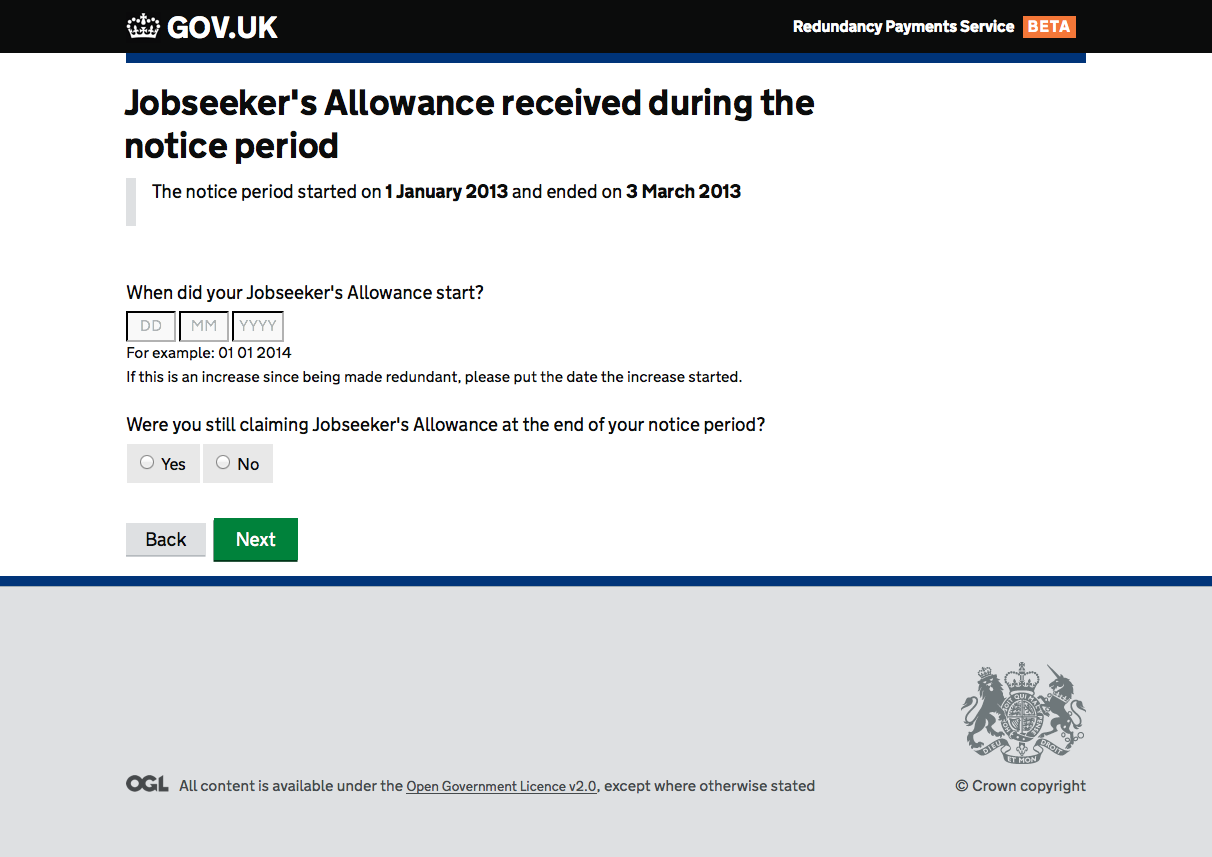 GOV.UK
Redundancy Payments Service BETA
Jobseeker's Allowance received during the
notice period
The notice period started on 1 January 2013 and ended on 3 March 2013
When did your Jobseeker's Allowance start?
DD MM YYYY
For example: 01 01 2014
If this is an increase since being made redundant, please put the date the increase started.
Were you still claiming Jobseeker's Allowance at the end of your notice period?
Yes No
Back Next
DIEU ET MON DROIT
OGL All content is available under the Open Government Licence v2.0, except where otherwise stated
© Crown copyright